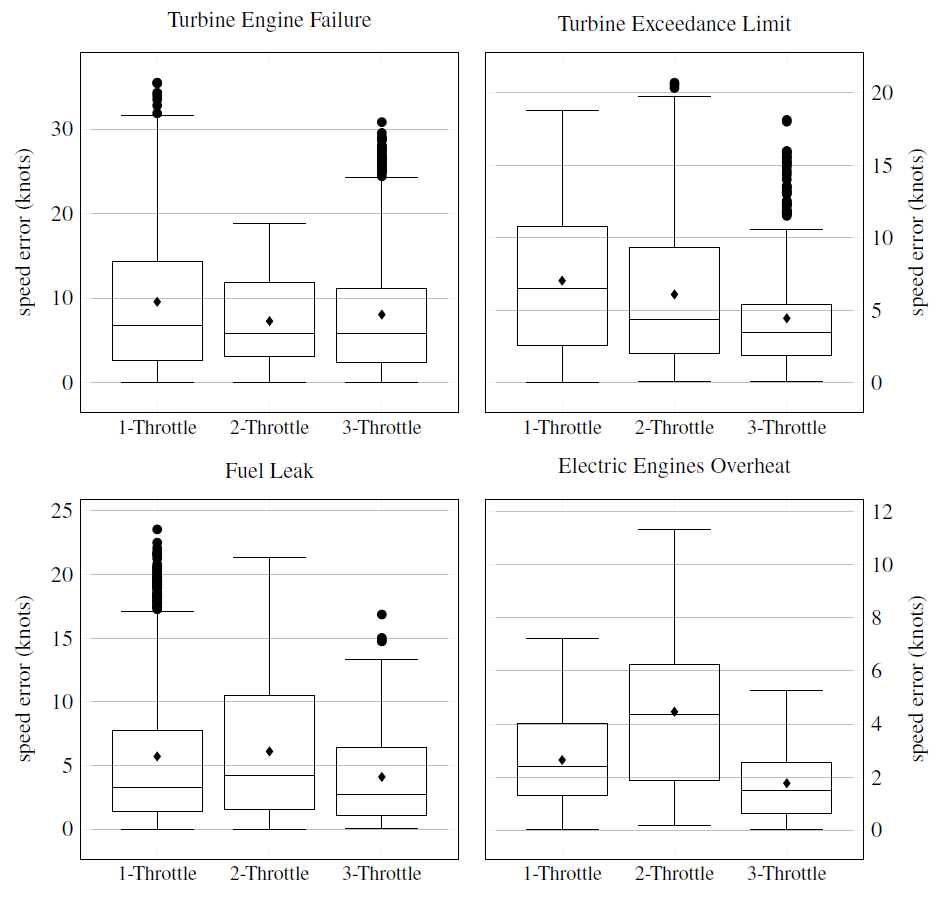 Turbine Engine Failure
Turbine Exceedance Limit
speed error (knots)
30
20
10
0
1-Throttle 2-Throttle 3-Throttle
20
15
10
5
0
speed error (knots)
1-Throttle 2-Throttle 3-Throttle
Fuel Leak
Electric Engines Overheat
speed error (knots)
25
20
15
10
5
0
1-Throttle 2-Throttle 3-Throttle
12
10
8
6
4
2
0
speed error (knots)
1-Throttle 2-Throttle 3-Throttle